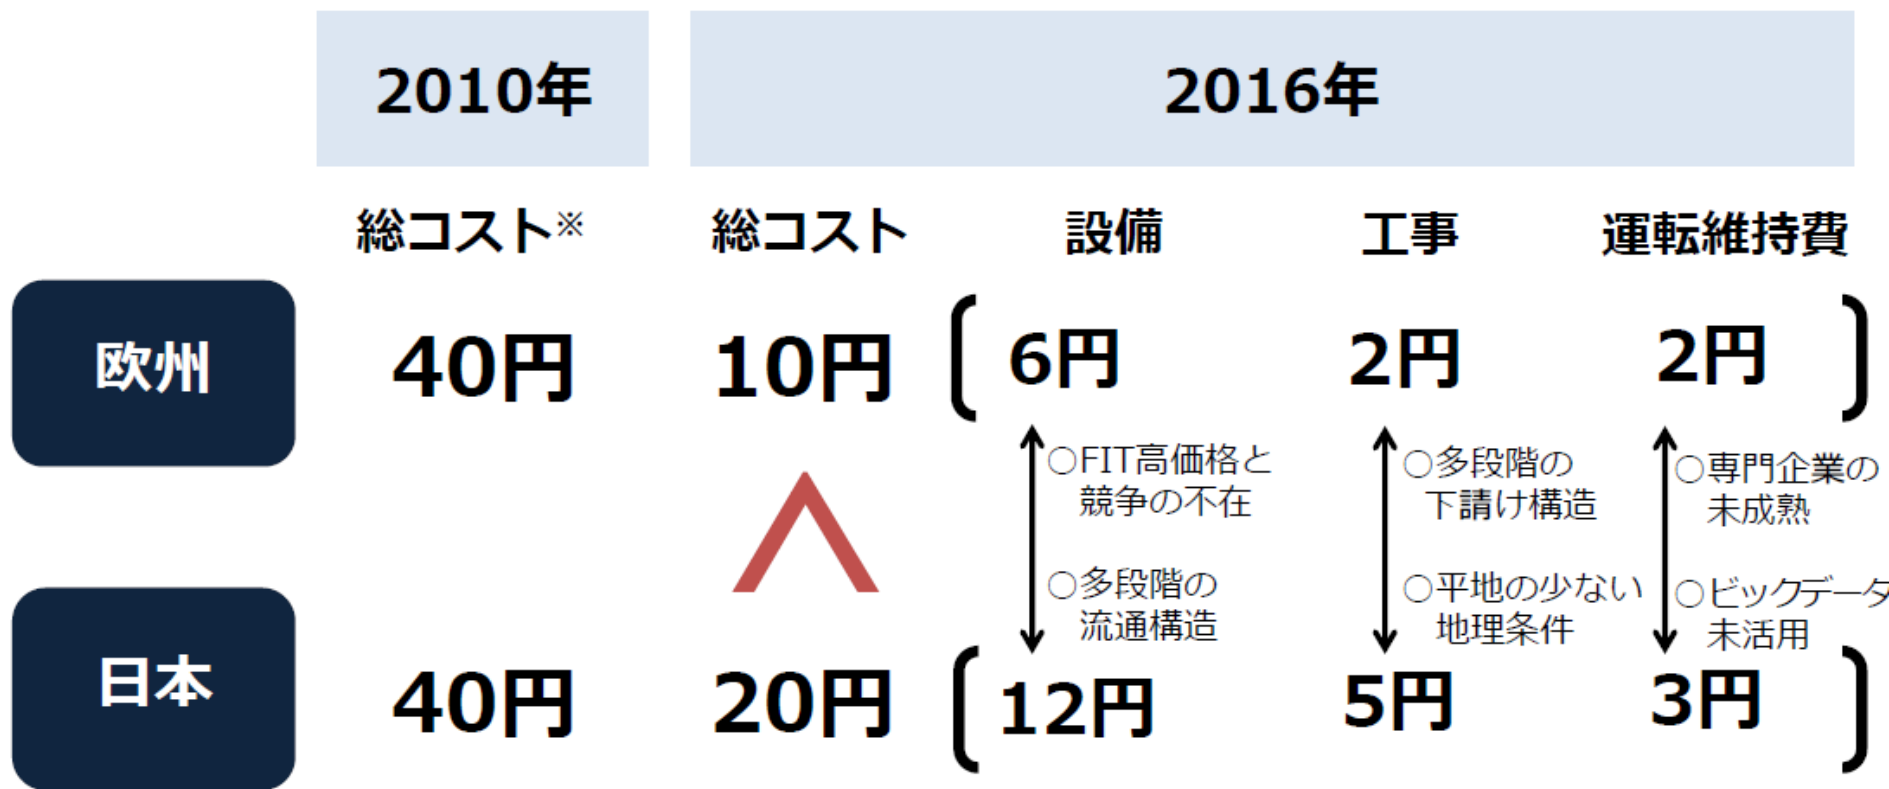 2010年 2016年
総コスト※ 総コスト 設備 工事 運転維持費
欧州 40円 10円 6円 2円 2円
○FIT高価格と
競争の不在
○多段階の
流通構造
○多段階の
下請け構造
○平地の少ない
地理条件
○専門企業の
未成熟
○ビックデータ
未活用
日本 40円 20円 12円 5円 3円